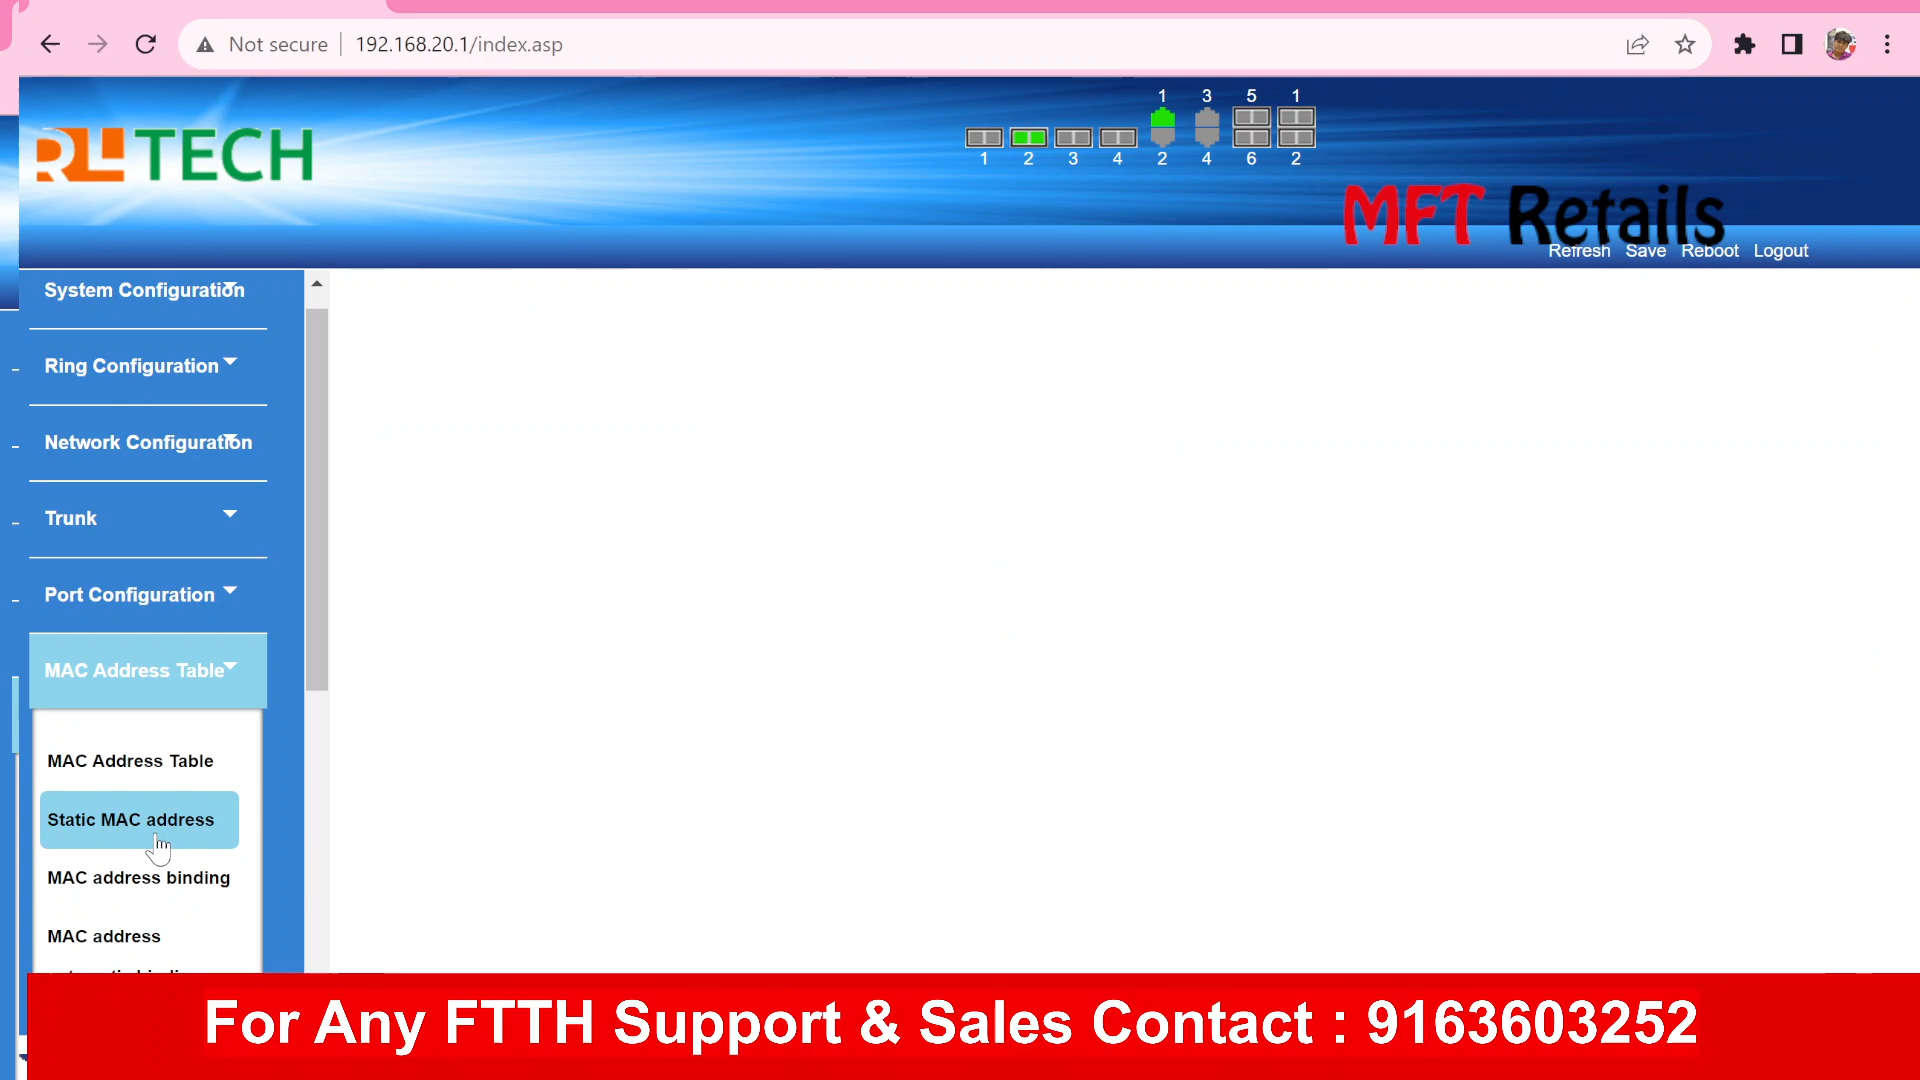 Not secure
192.168.20.1/index.asp
RL TECH
1 3 5 1
1 2 3 4 2 4 6 2
MFT Retails
Refresh Save Reboot Logout
System Configuration
Ring Configuration
Network Configuration
Trunk
Port Configuration
MAC Address Table
MAC Address Table
Static MAC address
MAC address binding
MAC address
For Any FTTH Support & Sales Contact : 9163603252